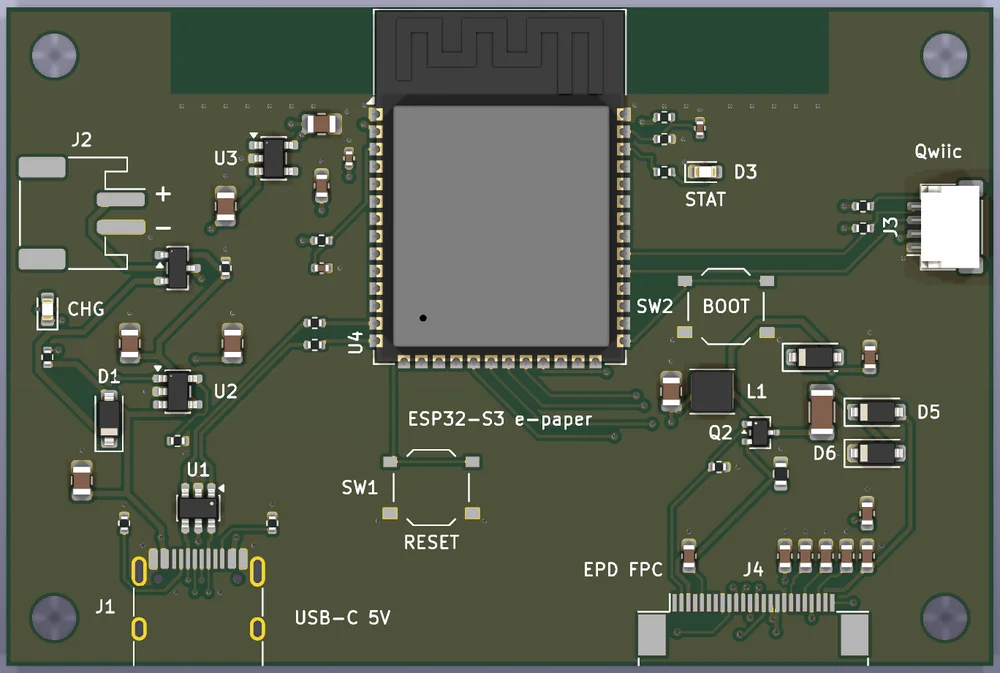 J2
U3
+
−
D3
STAT
Qwiic
J3
CHG
U4
SW2
BOOT
D1
U2
L1
ESP32-S3 e-paper
Q2
D5
D6
U1
SW1
RESET
EPD FPC
J4
J1
USB-C 5V